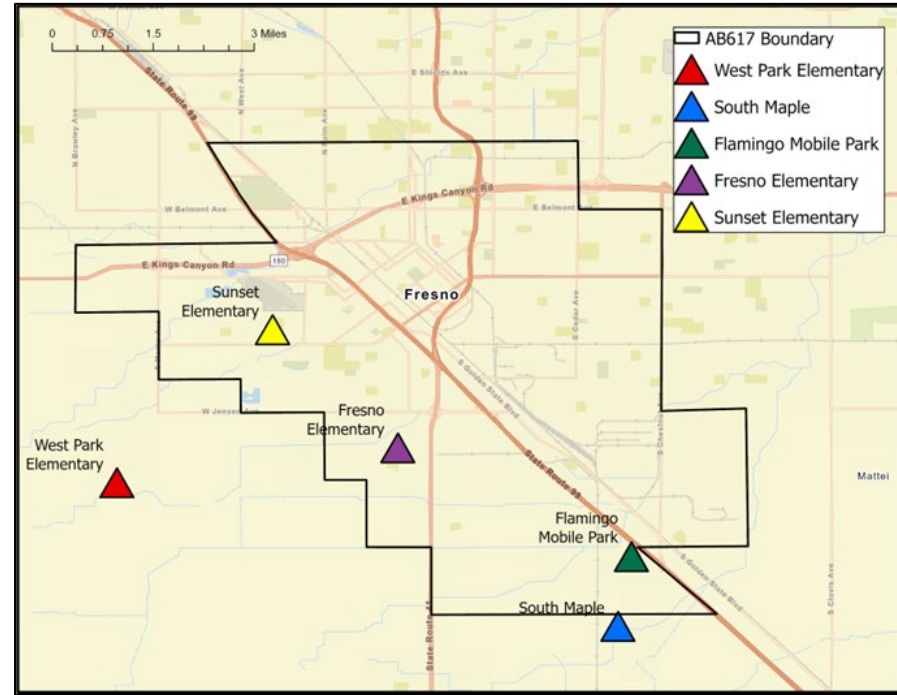 0 0.75 1.5 3 Miles
AB617 Boundary
West Park Elementary
South Maple
Flamingo Mobile Park
Fresno Elementary
Sunset Elementary
State Route 99
N West Ave
N Palm Ave
E Shields Ave
N Brawley Ave
E Kings Canyon Rd
W Belmont Ave
E Belmont Ave
E Kings Canyon Rd
180
Sunset
Elementary
Fresno
S Cedar Ave
S Golden State Blvd
W Jensen Ave
Fresno
Elementary
S Chestnut
West Park
Elementary
State Route 99
Mattei
Flamingo
Mobile Park
S Golden State Blvd
South Maple
State Route 41
S Clovis Ave